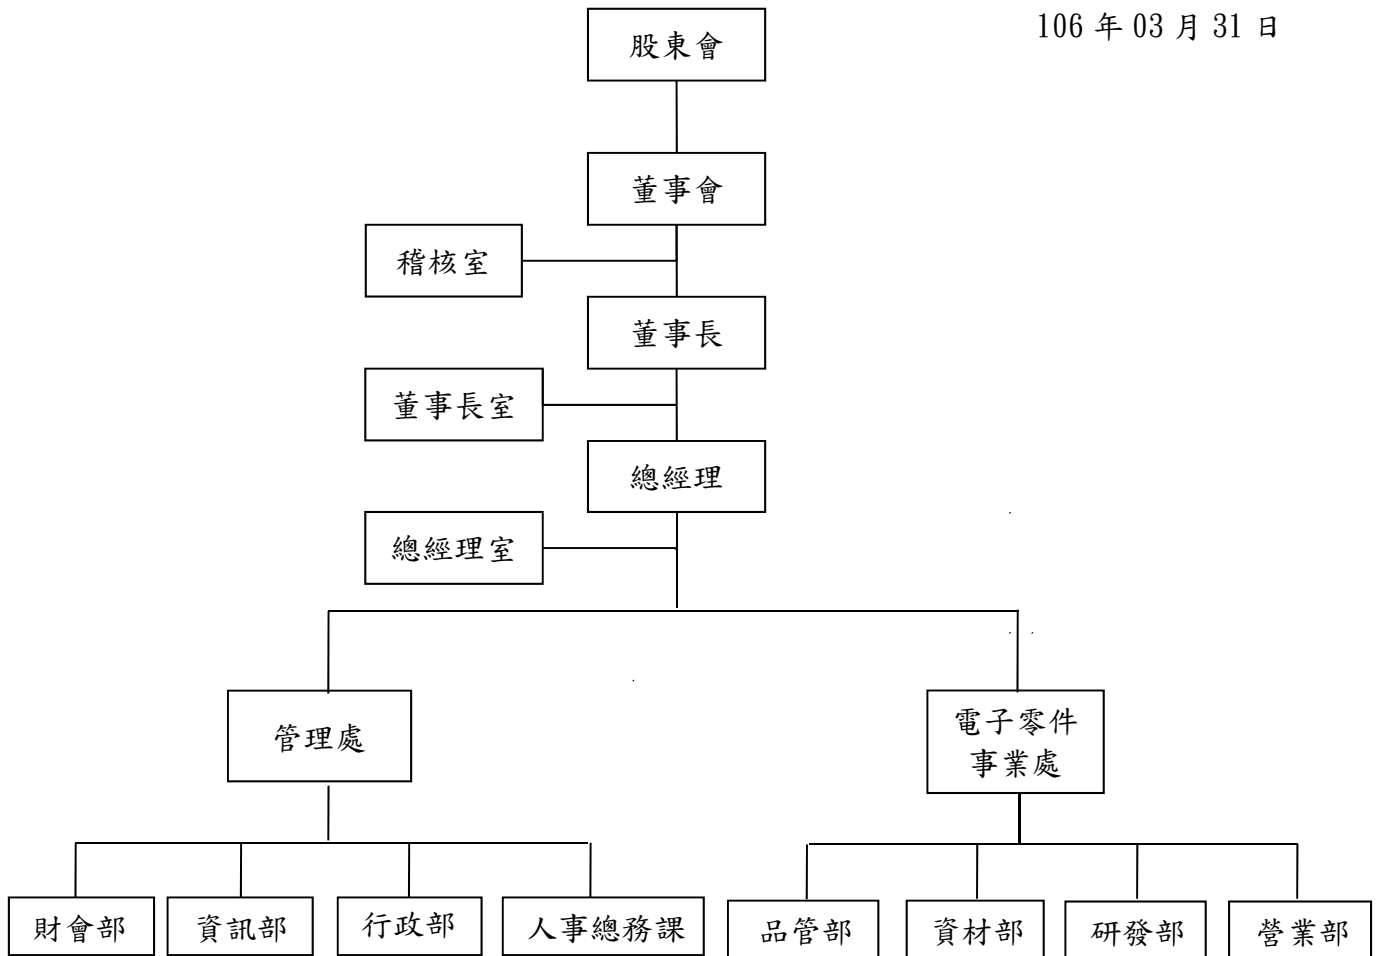 106 年 03 月 31 日
股東會
董事會
稽核室
董事長
董事長室
總經理
總經理室
管理處
電子零件
事業處
財會部
資訊部
行政部
人事總務課
品管部
資材部
研發部
營業部